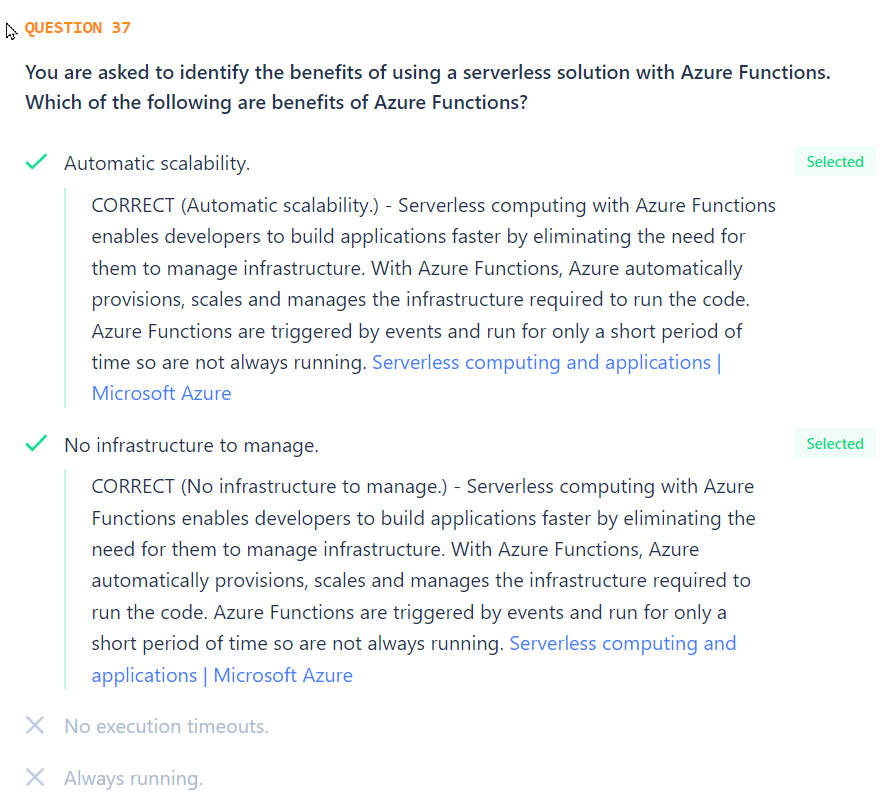 QUESTION 37
You are asked to identify the benefits of using a serverless solution with Azure Functions.
Which of the following are benefits of Azure Functions?
Automatic scalability.
Selected
CORRECT (Automatic scalability.) - Serverless computing with Azure Functions
enables developers to build applications faster by eliminating the need for
them to manage infrastructure. With Azure Functions, Azure automatically
provisions, scales and manages the infrastructure required to run the code.
Azure Functions are triggered by events and run for only a short period of
time so are not always running. Serverless computing and applications |
Microsoft Azure
No infrastructure to manage.
Selected
CORRECT (No infrastructure to manage.) - Serverless computing with Azure
Functions enables developers to build applications faster by eliminating the
need for them to manage infrastructure. With Azure Functions, Azure
automatically provisions, scales and manages the infrastructure required to
run the code. Azure Functions are triggered by events and run for only a
short period of time so are not always running. Serverless computing and
applications | Microsoft Azure
No execution timeouts.
Always running.